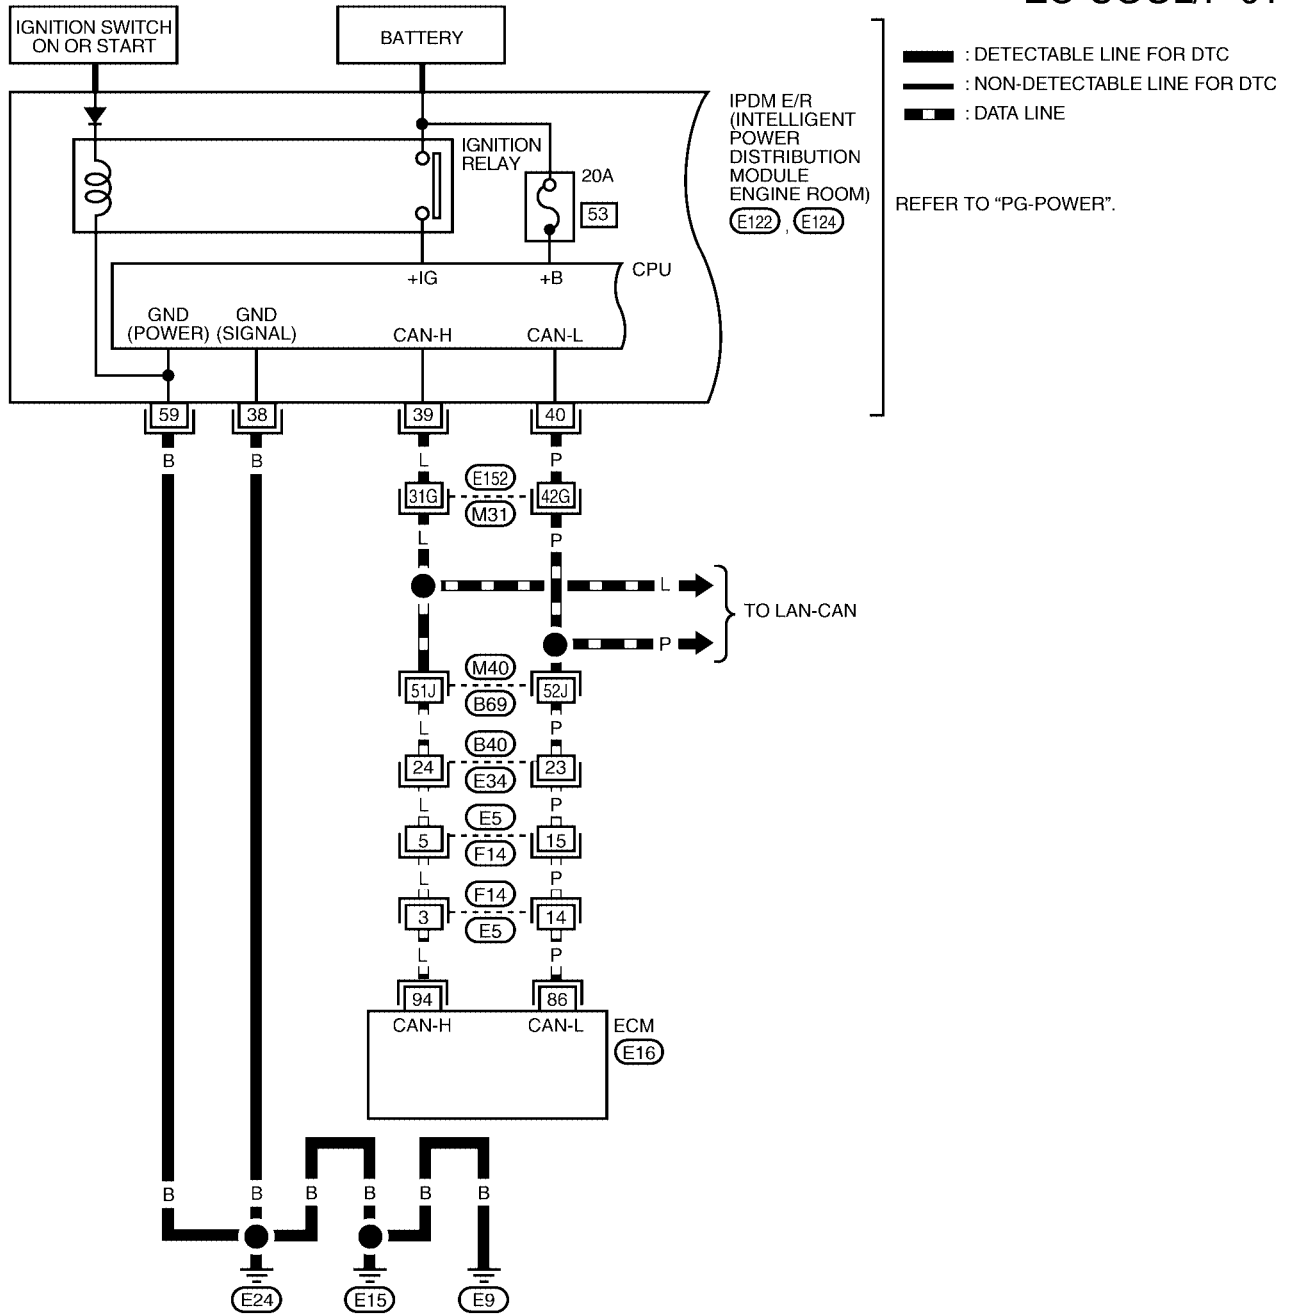 IGNITION SWITCH
ON OR START
BATTERY
: DETECTABLE LINE FOR DTC
: NON-DETECTABLE LINE FOR DTC
: DATA LINE
IPDM E/R
(INTELLIGENT
POWER
DISTRIBUTION
MODULE
ENGINE ROOM)
E122 , E124
REFER TO “PG-POWER”.
IGNITION
RELAY
20A
53
CPU
+IG +B
GND
(POWER)
GND
(SIGNAL)
CAN-H CAN-L
59 38 39 40
B B L P
E152
31G 42G
M31
L P
L
TO LAN-CAN
P
M40
51J 52J
B69
L P
B40
24 23
E34
L P
E5
5 15
F14
L P
F14
3 14
E5
L P
94 86
CAN-H CAN-L ECM
E16
B B B B B B
E24 E15 E9